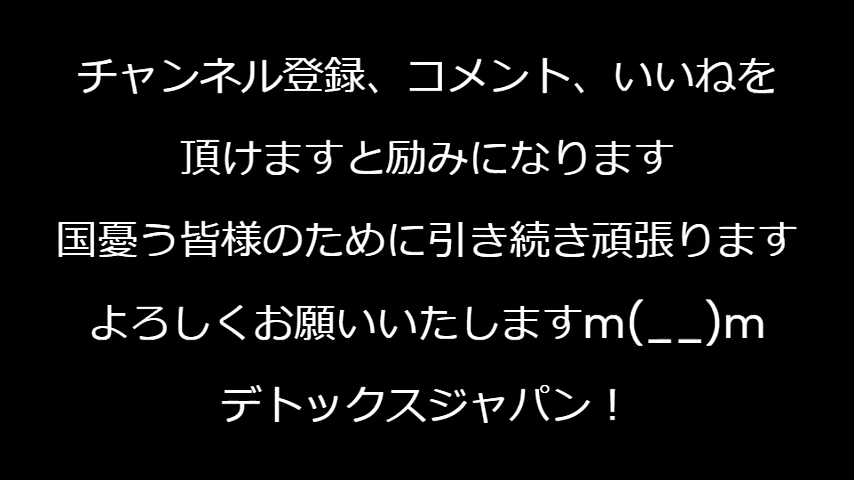 チャンネル登録、コメント、いいねを
頂けますと励みになります
国憂う皆様のために引き続き頑張ります
よろしくお願いいたしますm(__)m
デトックスジャパン！